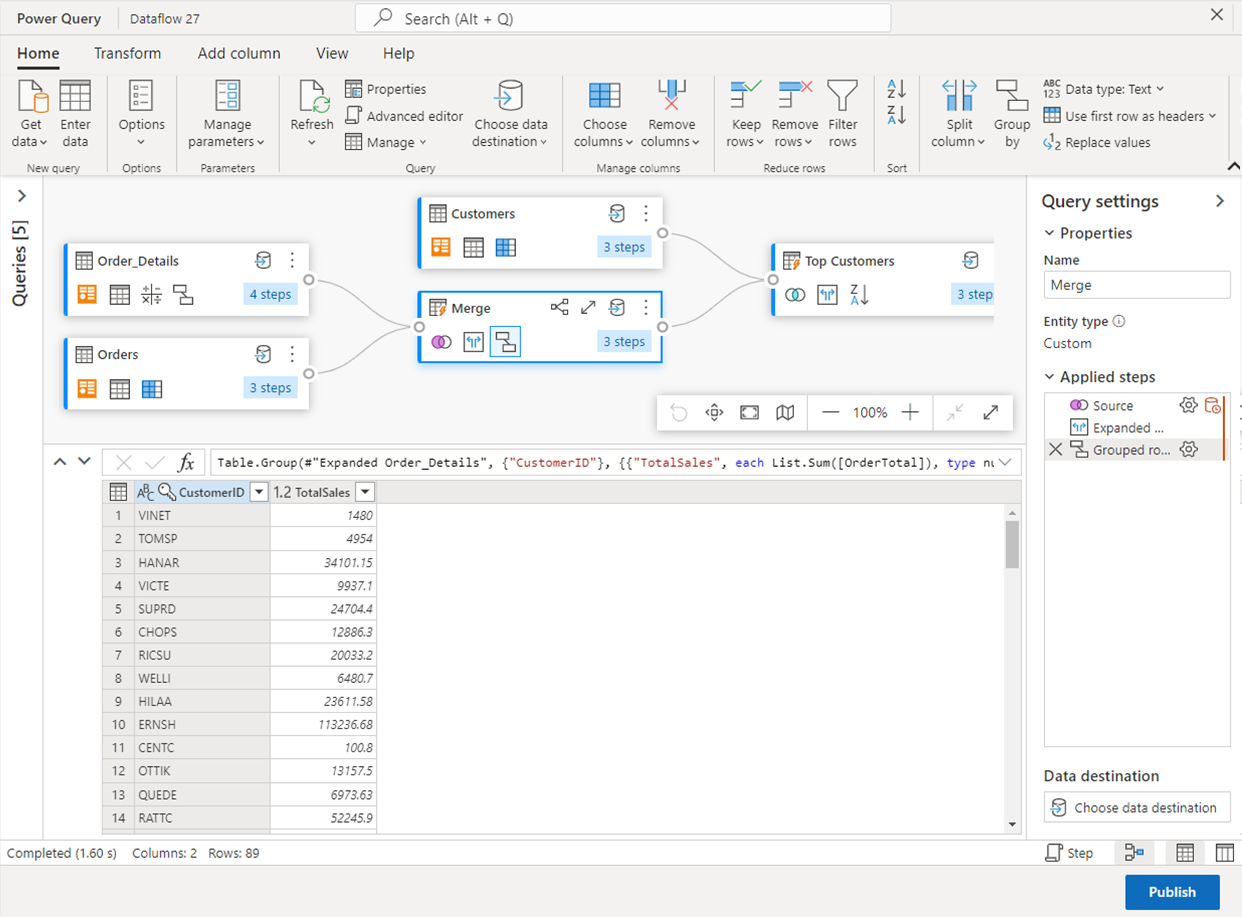 Power Query
Dataflow 27
Search (Alt + Q)
Home
Transform
Add column
View
Help
Get data
Enter data
New query
Options
Options
Manage parameters
Parameters
Refresh
Properties
Advanced editor
Manage
Choose data destination
Query
Choose columns
Remove columns
Manage columns
Keep rows
Remove rows
Filter rows
Reduce rows
A
Z
Z
A
Sort
Split column
Group by
ABC
123
Data type: Text
Use first row as headers
1
2
Replace values
Queries [5]
Order_Details
4 steps
Orders
3 steps
Customers
3 steps
Merge
3 steps
Top Customers
Z
A
3 step
100%
fx
Table.Group(#"Expanded Order_Details", {"CustomerID"}, {{"TotalSales", each List.Sum([OrderTotal]), type nu
ABC CustomerID 1.2 TotalSales
1 VINET 1480
2 TOMSP 4954
3 HANAR 34101.15
4 VICTE 9937.1
5 SUPRD 24704.4
6 CHOPS 12886.3
7 RICSU 20033.2
8 WELLI 6480.7
9 HILAA 23611.58
10 ERNSH 113236.68
11 CENTC 100.8
12 OTTIK 13157.5
13 QUEDE 6973.63
14 RATTC 52245.9
Query settings
Properties
Name
Merge
Entity type
Custom
Applied steps
Source
Expanded ...
Grouped ro...
Data destination
Choose data destination
Completed (1.60 s) Columns: 2 Rows: 89
Step
Publish